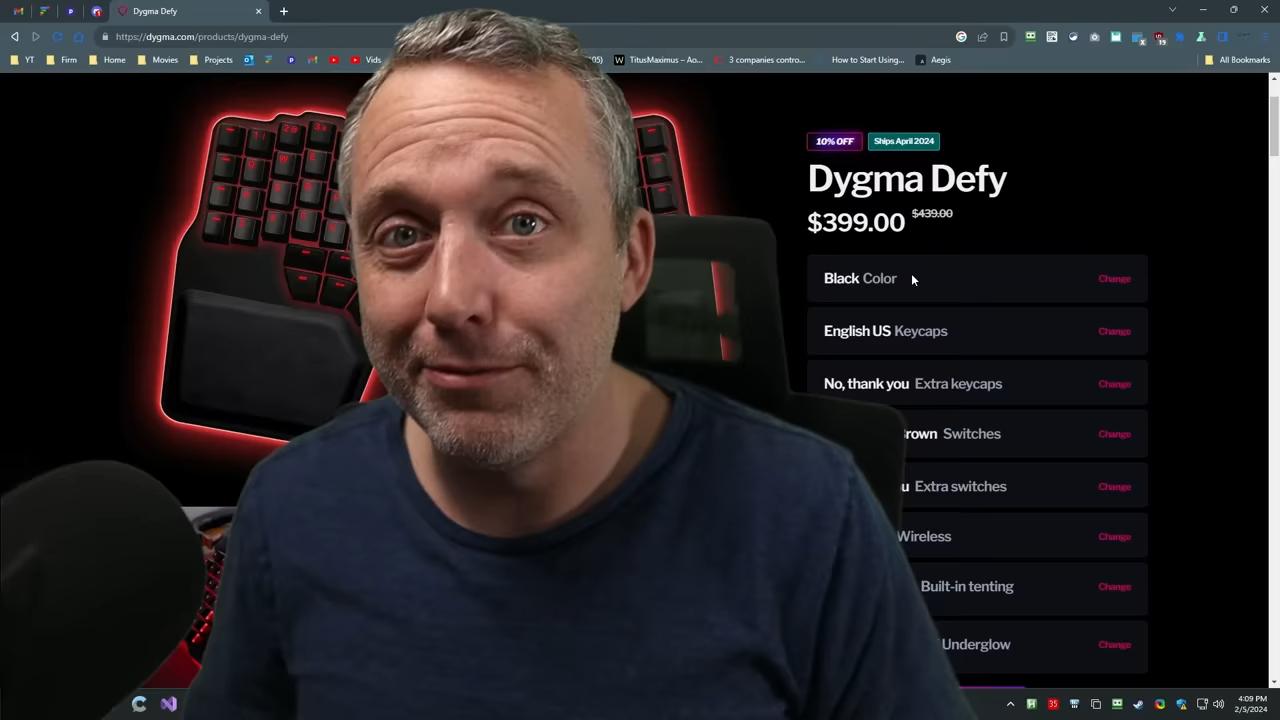 Dygma Defy
https://dygma.com/products/dygma-defy
YT Firm Home Movies Projects Vids TitusMaximus – Ao... 3 companies contro... How to Start Using... Aegis All Bookmarks
10% OFF Ships April 2024
Dygma Defy
$399.00 $439.00
Black Color Change
English US Keycaps Change
No, thank you Extra keycaps Change
Switches Change
Extra switches Change
Wireless Change
Built-in tenting Change
Underglow Change
4:09 PM
2/5/2024